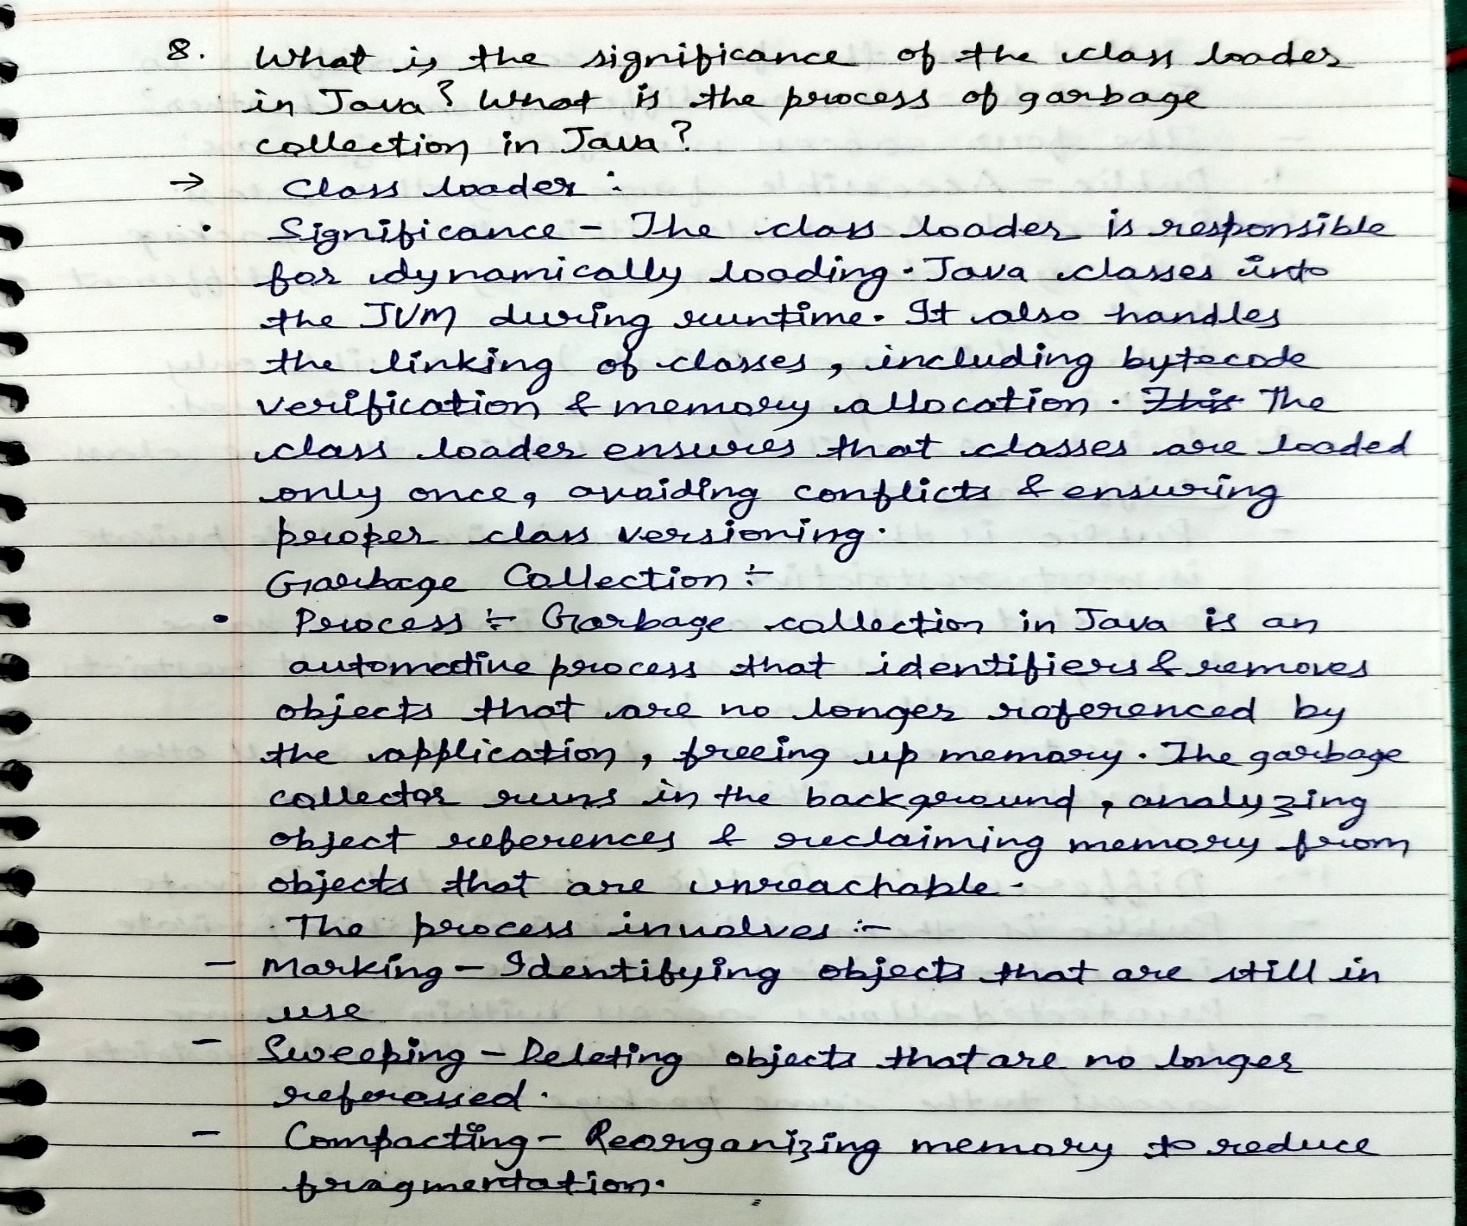 8. What is the significance of the class loader
in Java? What is the process of garbage
collection in Java?
→ Class loader :
• Significance - The class loader is responsible
for dynamically loading. Java classes into
the JVM during runtime. It also handles
the linking of classes, including bytecode
verification & memory allocation. This The
class loader ensures that classes are loaded
only once, avoiding conflicts & ensuring
proper class versioning.
Garbage Collection :-
• Process :- Garbage collection in Java is an
automative process that identifiers & removes
objects that are no longer referenced by
the application, freeing up memory. The garbage
collector runs in the background, analyzing
object references & reclaiming memory from
objects that are unreachable.
The process involves :-
- Marking - Identifying objects that are still in
use
- Sweeping - Deleting objects that are no longer
referessed.
- Compacting - Reorganizing memory to reduce
fragmentation.